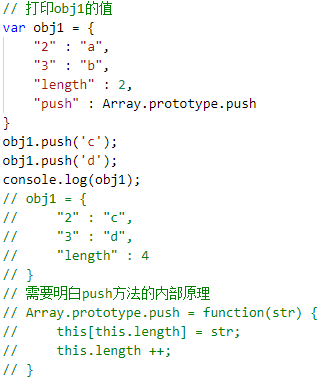 // 打印obj1的值
var obj1 = {
    "2" : "a",
    "3" : "b",
    "length" : 2,
    "push" : Array.prototype.push
}
obj1.push('c');
obj1.push('d');
console.log(obj1);
// obj1 = {
//     "2" : "c",
//     "3" : "d",
//     "length" : 4
// }
// 需要明白push方法的内部原理
// Array.prototype.push = function(str) {
//     this[this.length] = str;
//     this.length ++;
// }